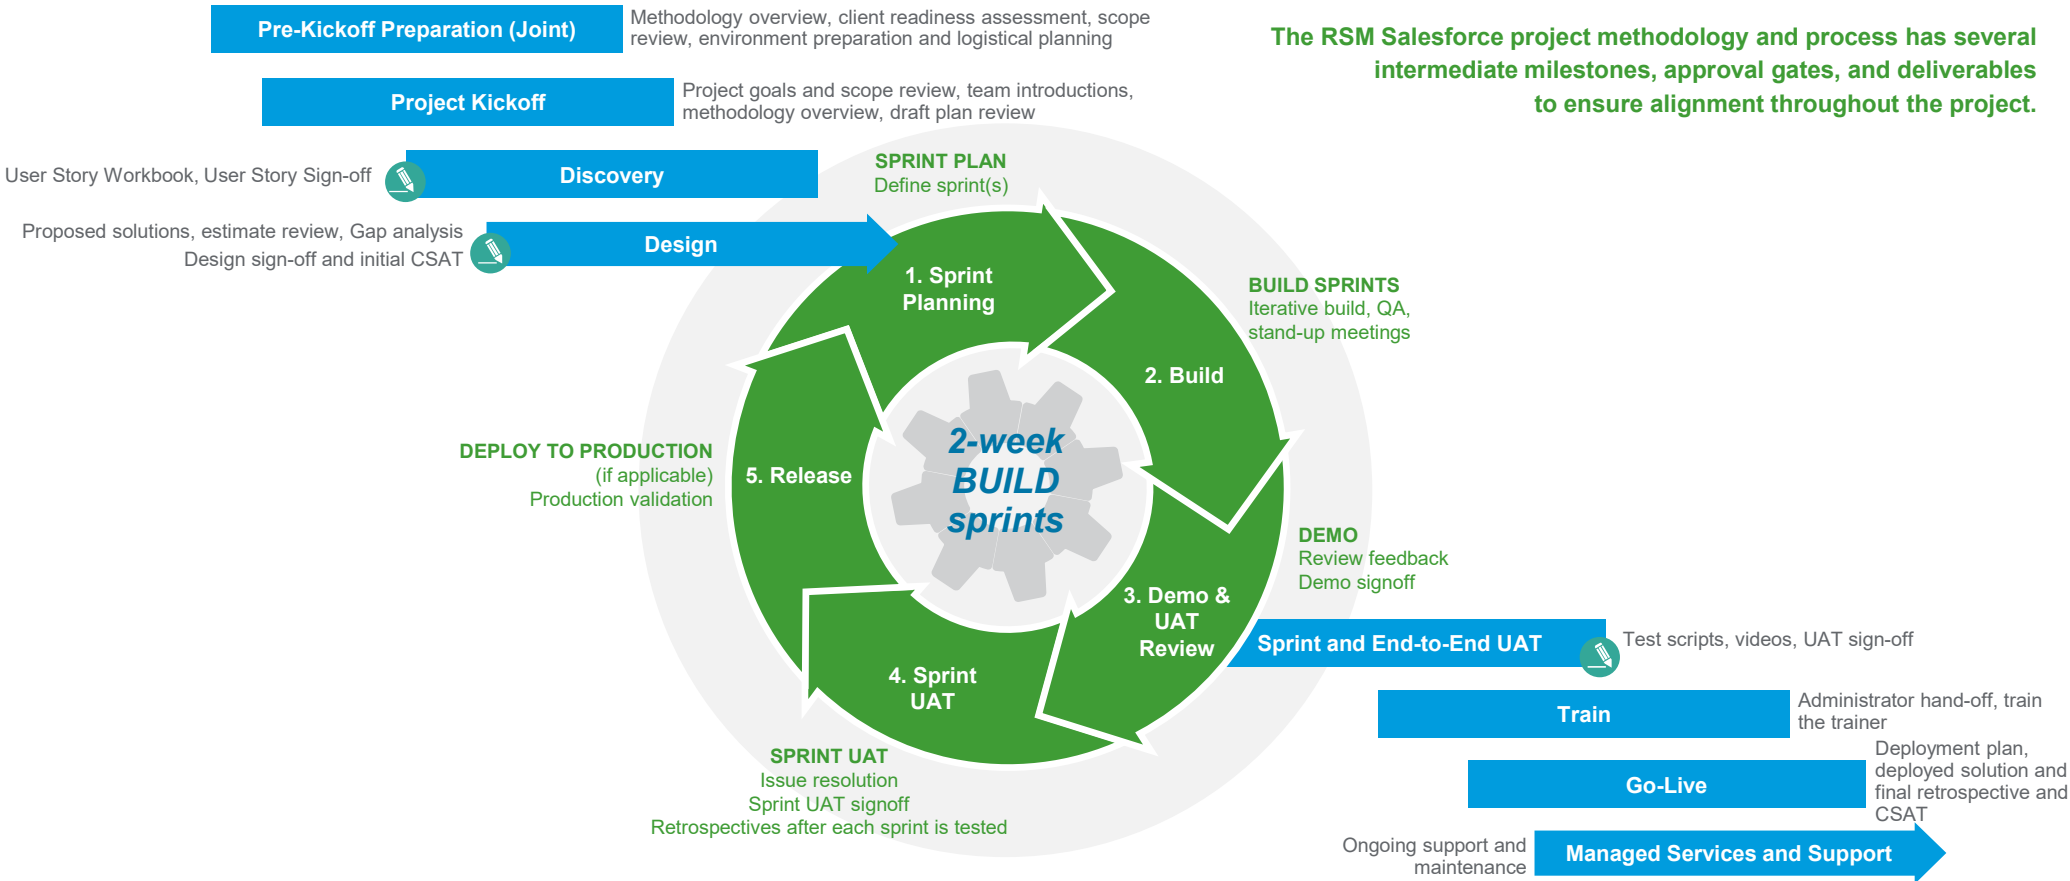 Pre-Kickoff Preparation (Joint)
Methodology overview, client readiness assessment, scope
review, environment preparation and logistical planning
The RSM Salesforce project methodology and process has several
intermediate milestones, approval gates, and deliverables
to ensure alignment throughout the project.
Project Kickoff
Project goals and scope review, team introductions,
methodology overview, draft plan review
User Story Workbook, User Story Sign-off
Discovery
Proposed solutions, estimate review, Gap analysis
Design sign-off and initial CSAT
Design
SPRINT PLAN
Define sprint(s)
1. Sprint
Planning
BUILD SPRINTS
Iterative build, QA,
stand-up meetings
2. Build
2-week
BUILD
sprints
DEPLOY TO PRODUCTION
(if applicable)
Production validation
5. Release
DEMO
Review feedback
Demo signoff
3. Demo &
UAT
Review
4. Sprint
UAT
SPRINT UAT
Issue resolution
Sprint UAT signoff
Retrospectives after each sprint is tested
Sprint and End-to-End UAT
Test scripts, videos, UAT sign-off
Train
Administrator hand-off, train
the trainer
Go-Live
Deployment plan,
deployed solution and
final retrospective and
CSAT
Ongoing support and
maintenance
Managed Services and Support